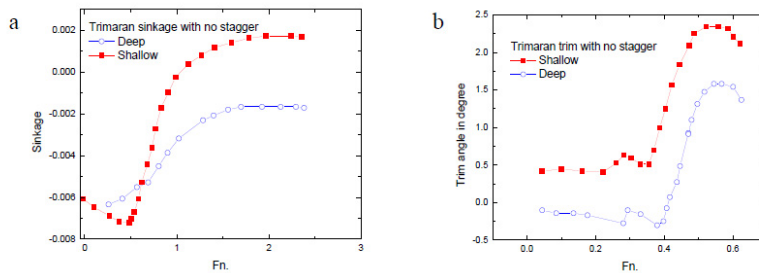 a
Trimaran sinkage with no stagger
Deep
Shallow
0.002
0.000
-0.002
-0.004
-0.006
-0.008
Sinkage
0
1
2
3
Fn.
b
Trimaran trim with no stagger
Shallow
Deep
2.5
2.0
1.5
1.0
0.5
0.0
-0.5
Trim angle in degree
0.0
0.2
0.4
0.6
Fn.